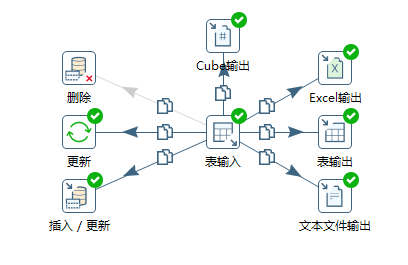 Cube输出
删除
Excel输出
更新
表输入
表输出
插入 / 更新
文本文件输出